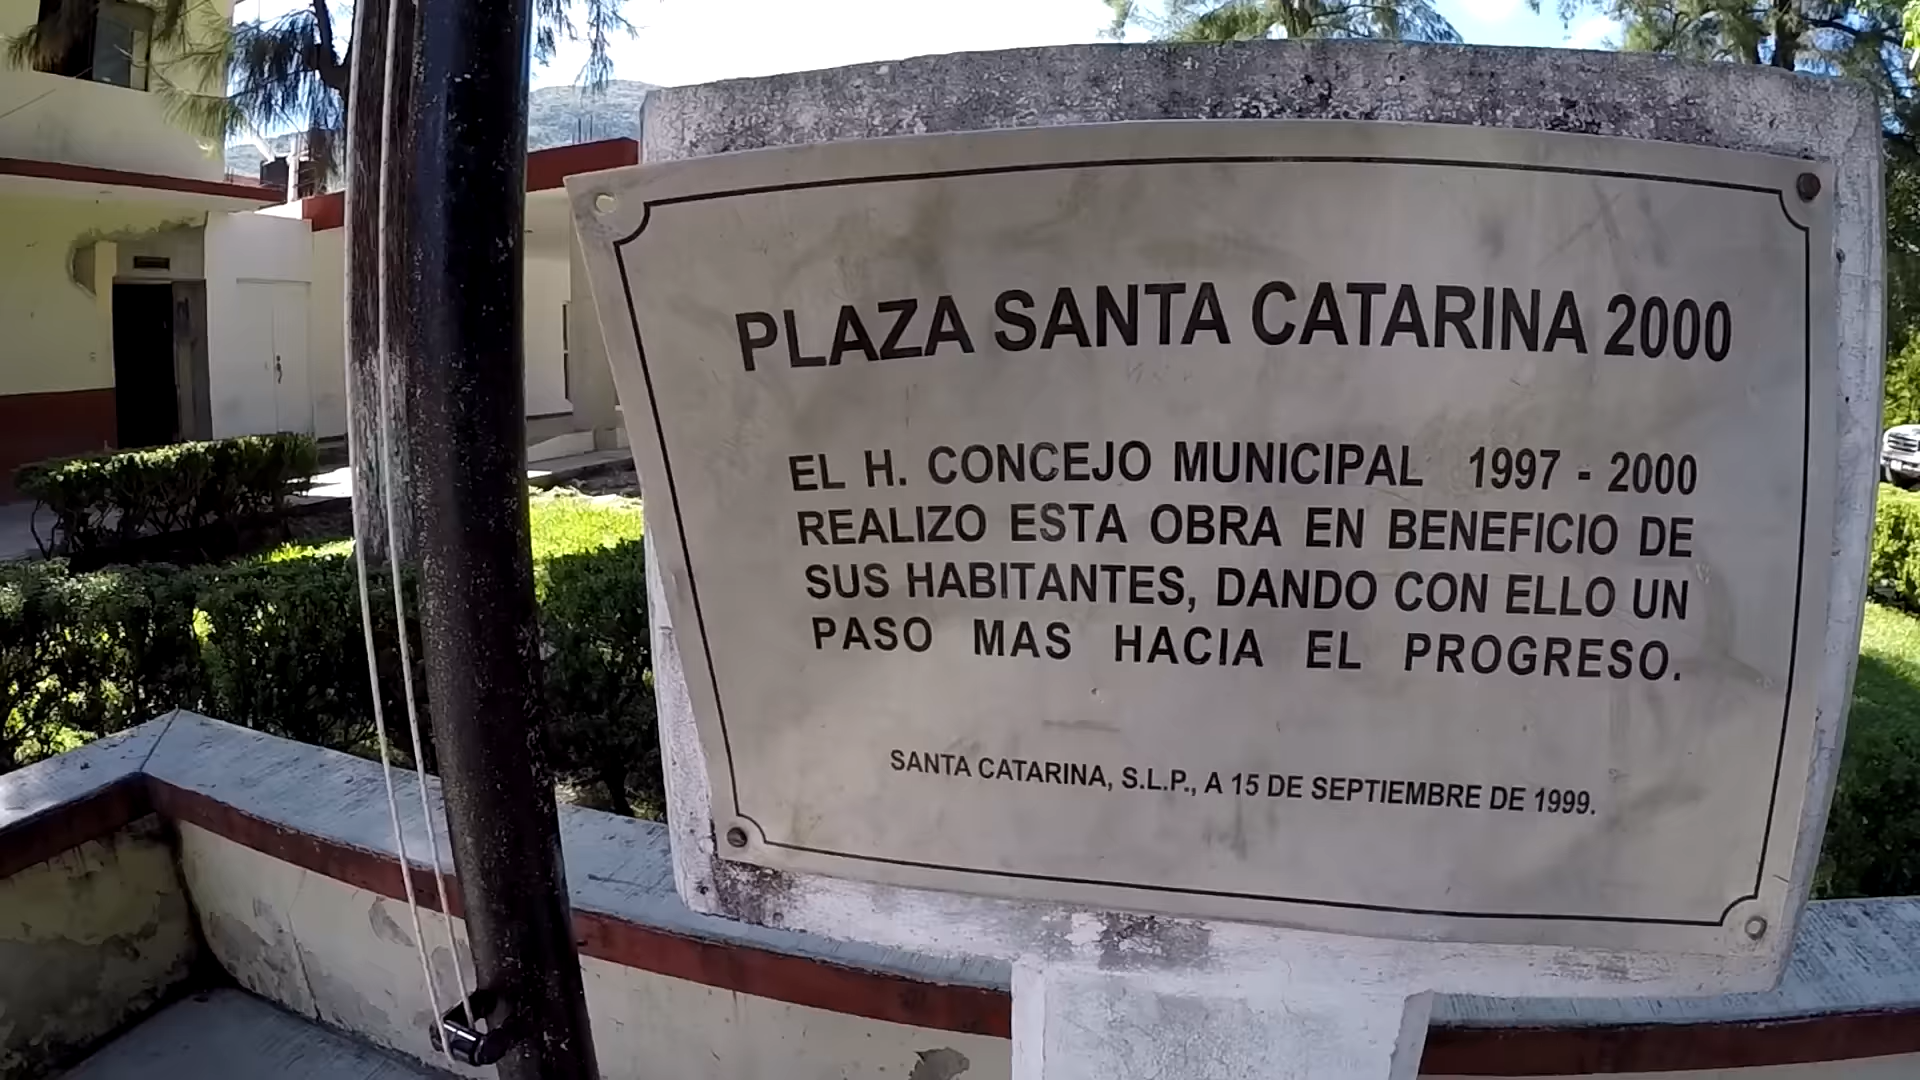 PLAZA SANTA CATARINA 2000
EL H. CONCEJO MUNICIPAL 1997 - 2000
REALIZO ESTA OBRA EN BENEFICIO DE
SUS HABITANTES, DANDO CON ELLO UN
PASO MAS HACIA EL PROGRESO.
SANTA CATARINA, S.L.P., A 15 DE SEPTIEMBRE DE 1999.